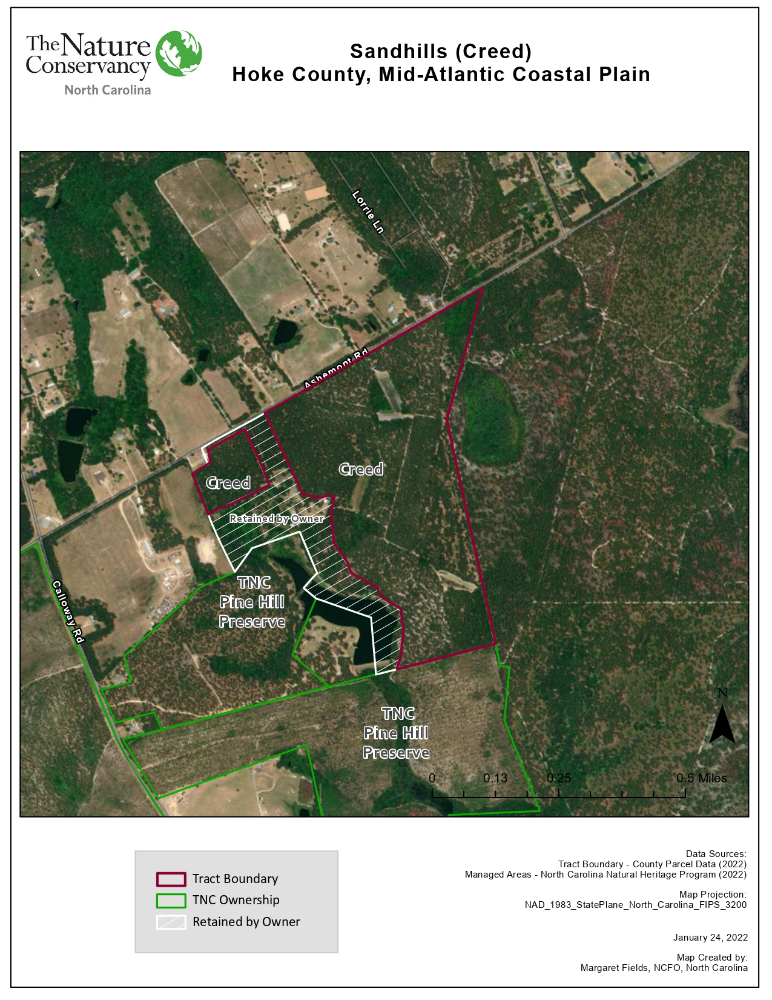 The Nature
Conservancy
North Carolina
Sandhills (Creed)
Hoke County, Mid-Atlantic Coastal Plain
Lorrie Ln
Ashemont Rd
Creed
Creed
Retained by Owner
TNC
Pine Hill
Preserve
Calloway Rd
TNC
Pine Hill
Preserve
N
0 0.13 0.25 0.5 Miles
Tract Boundary
TNC Ownership
Retained by Owner
Data Sources:
Tract Boundary - County Parcel Data (2022)
Managed Areas - North Carolina Natural Heritage Program (2022)
Map Projection:
NAD_1983_StatePlane_North_Carolina_FIPS_3200
January 24, 2022
Map Created by:
Margaret Fields, NCFO, North Carolina